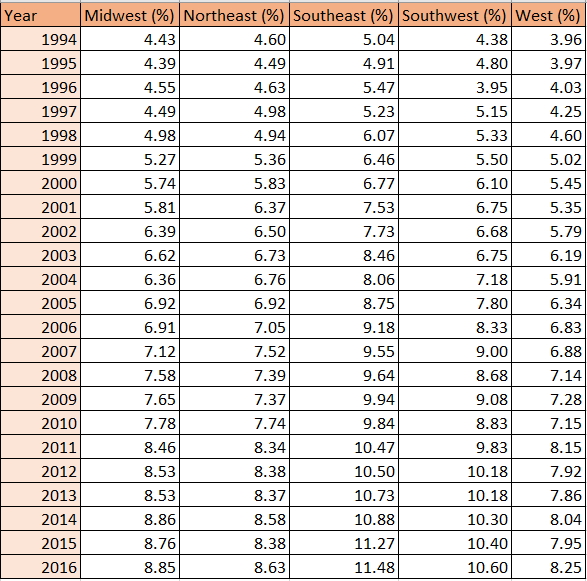 Year Midwest (%) Northeast (%) Southeast (%) Southwest (%) West (%)
1994 4.43 4.60 5.04 4.38 3.96
1995 4.39 4.49 4.91 4.80 3.97
1996 4.55 4.63 5.47 3.95 4.03
1997 4.49 4.98 5.23 5.15 4.25
1998 4.98 4.94 6.07 5.33 4.60
1999 5.27 5.36 6.46 5.50 5.02
2000 5.74 5.83 6.77 6.10 5.45
2001 5.81 6.37 7.53 6.75 5.35
2002 6.39 6.50 7.73 6.68 5.79
2003 6.62 6.73 8.46 6.75 6.19
2004 6.36 6.76 8.06 7.18 5.91
2005 6.92 6.92 8.75 7.80 6.34
2006 6.91 7.05 9.18 8.33 6.83
2007 7.12 7.52 9.55 9.00 6.88
2008 7.58 7.39 9.64 8.68 7.14
2009 7.65 7.37 9.94 9.08 7.28
2010 7.78 7.74 9.84 8.83 7.15
2011 8.46 8.34 10.47 9.83 8.15
2012 8.53 8.38 10.50 10.18 7.92
2013 8.53 8.37 10.73 10.18 7.86
2014 8.86 8.58 10.88 10.30 8.04
2015 8.76 8.38 11.27 10.40 7.95
2016 8.85 8.63 11.48 10.60 8.25